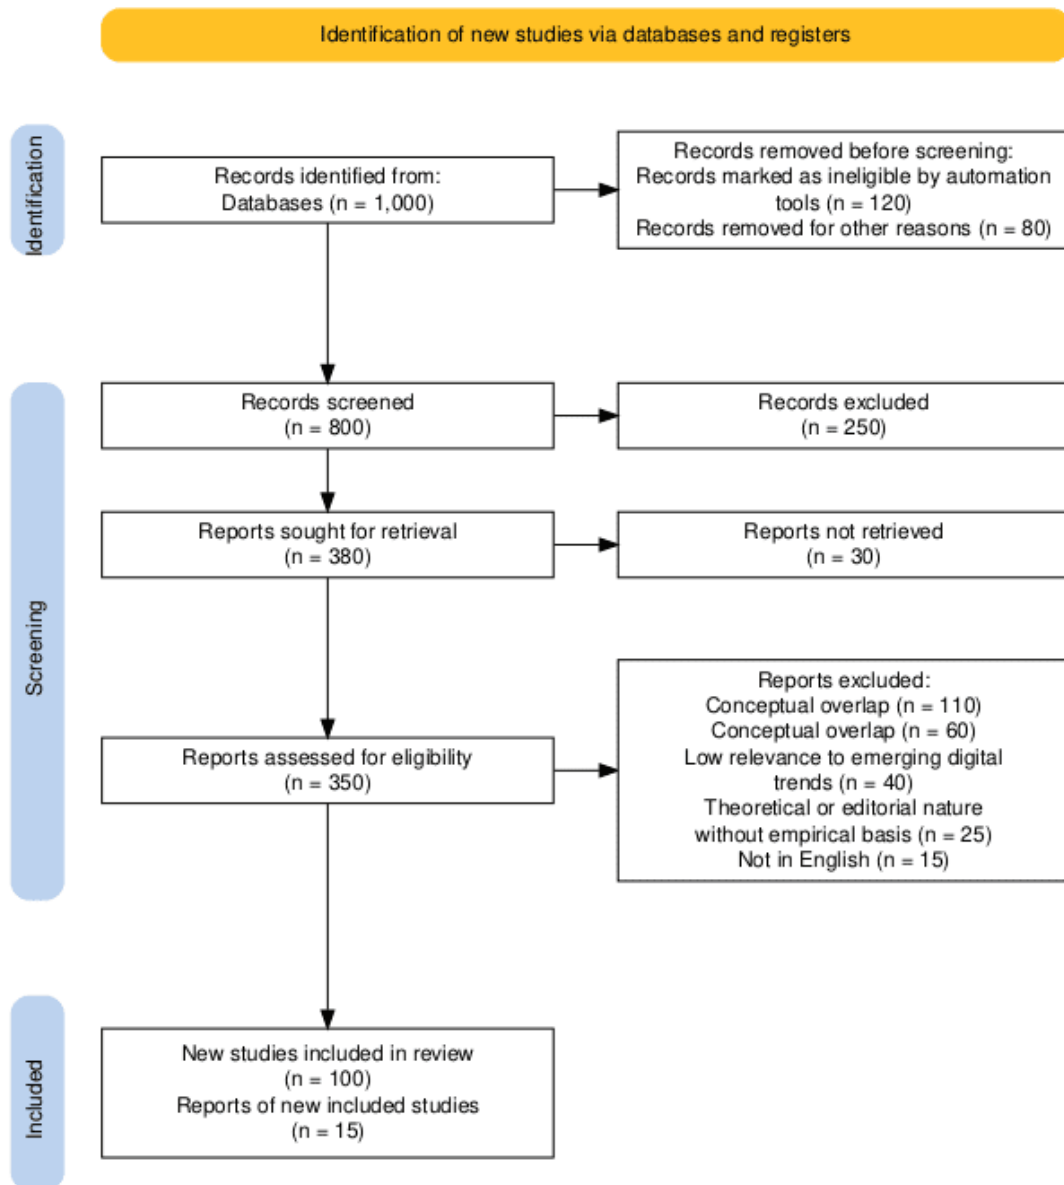 Identification of new studies via databases and registers
Identification
Records identified from:
Databases (n = 1,000)
Records removed before screening:
Records marked as ineligible by automation
tools (n = 120)
Records removed for other reasons (n = 80)
Screening
Records screened
(n = 800)
Records excluded
(n = 250)
Reports sought for retrieval
(n = 380)
Reports not retrieved
(n = 30)
Reports assessed for eligibility
(n = 350)
Reports excluded:
Conceptual overlap (n = 110)
Conceptual overlap (n = 60)
Low relevance to emerging digital
trends (n = 40)
Theoretical or editorial nature
without empirical basis (n = 25)
Not in English (n = 15)
Included
New studies included in review
(n = 100)
Reports of new included studies
(n = 15)